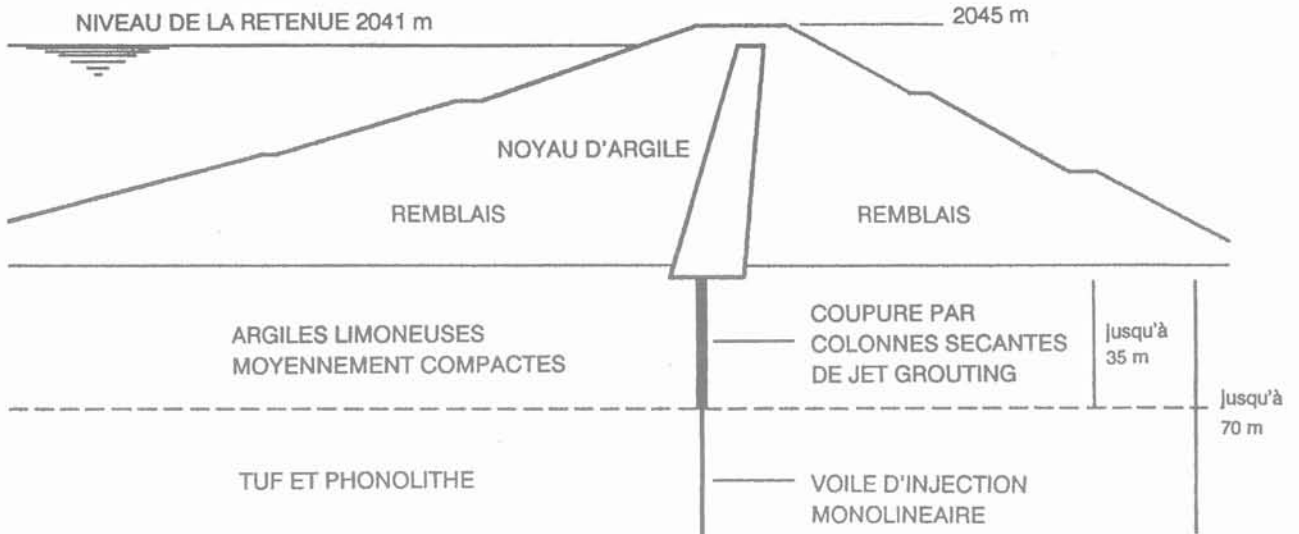 NIVEAU DE LA RETENUE 2041 m
2045 m
NOYAU D'ARGILE
REMBLAIS
REMBLAIS
ARGILES LIMONEUSES
MOYENNEMENT COMPACTES
COUPURE PAR
COLONNES SECANTES
DE JET GROUTING
jusqu'à
35 m
jusqu'à
70 m
TUF ET PHONOLITHE
VOILE D'INJECTION
MONOLINEAIRE